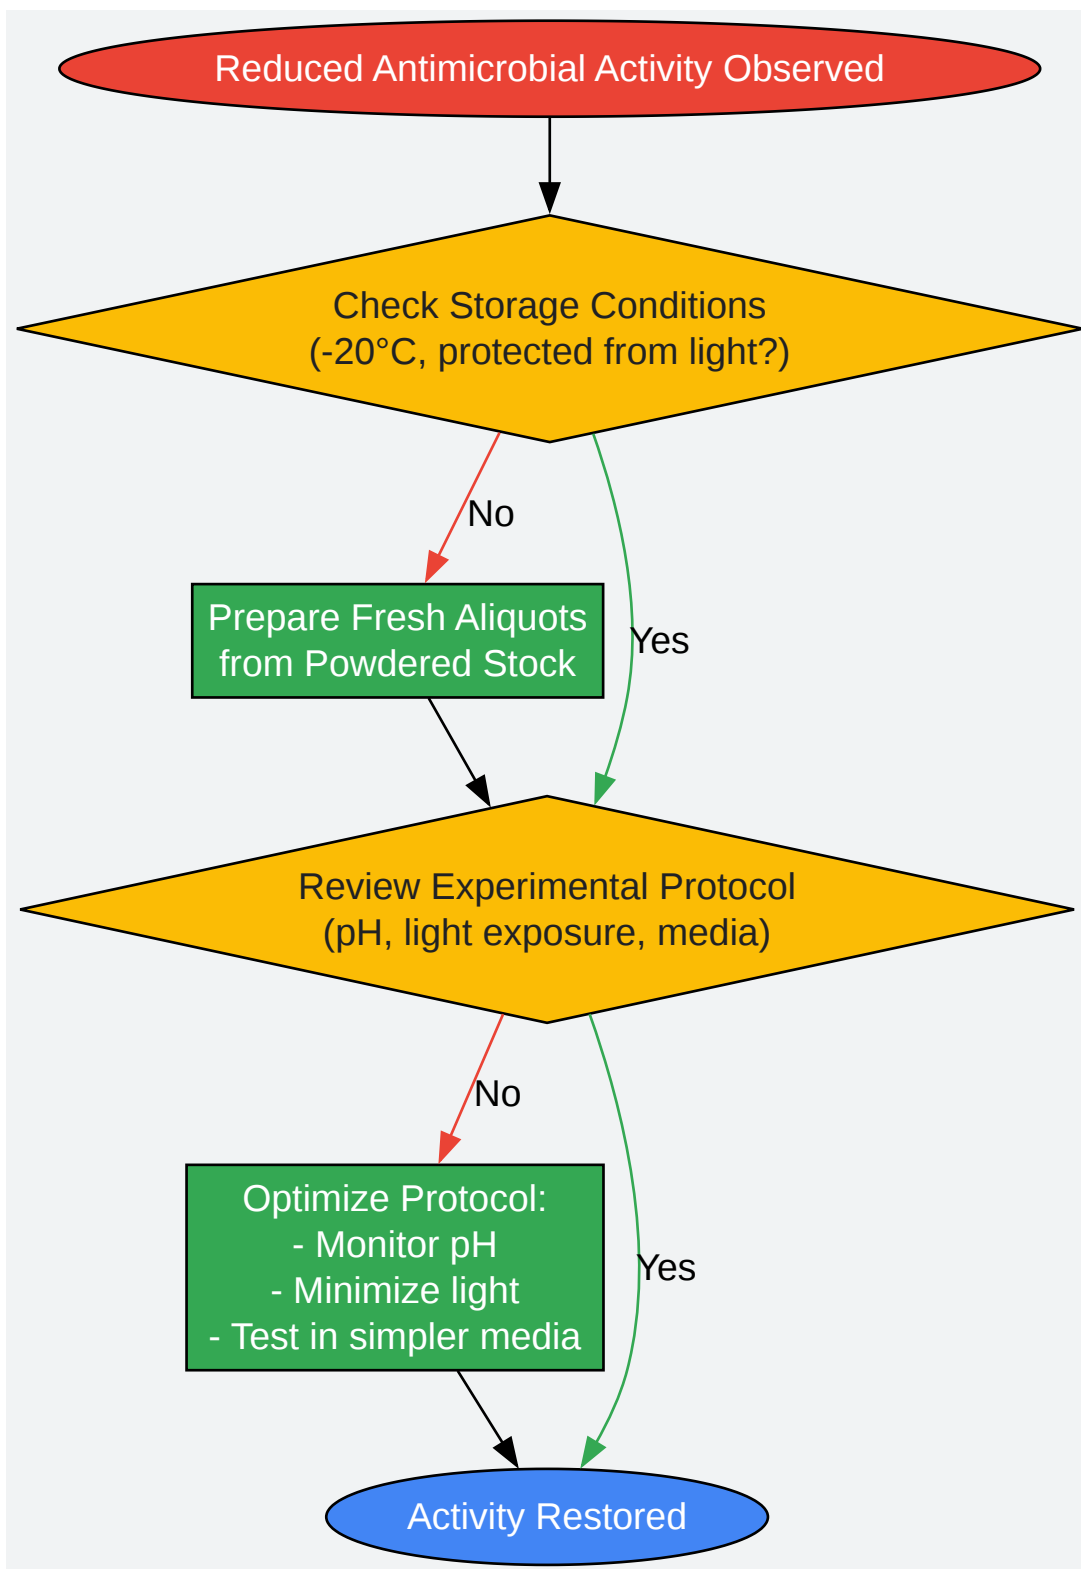 Reduced Antimicrobial Activity Observed
Check Storage Conditions
(-20°C, protected from light?)
No
Prepare Fresh Aliquots
from Powdered Stock
Yes
Review Experimental Protocol
(pH, light exposure, media)
No
Optimize Protocol:
- Monitor pH
- Minimize light
- Test in simpler media
Yes
Activity Restored